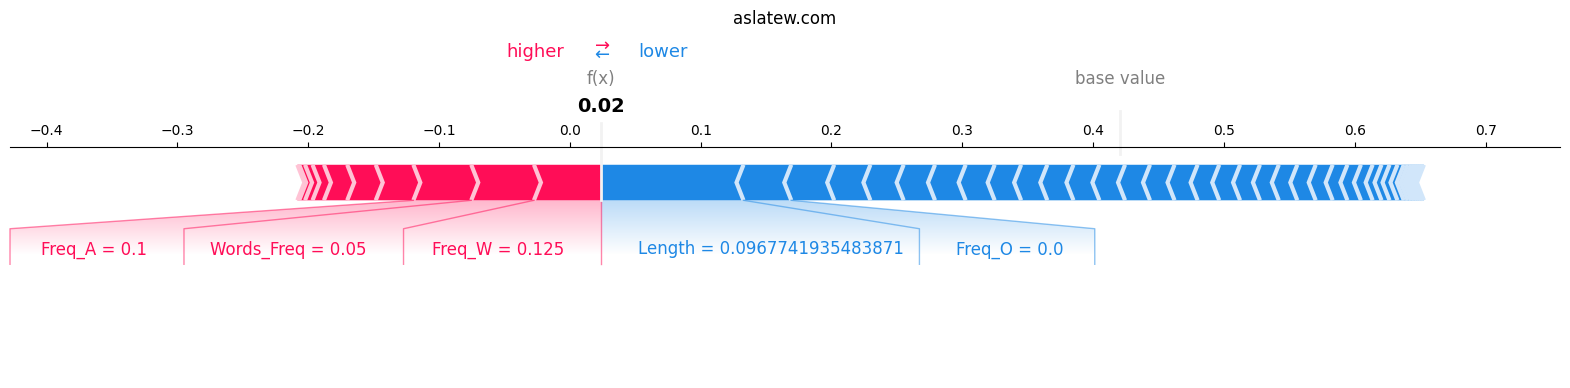 aslatew.com
higher ⇄ lower
f(x) base value
0.02
−0.4 −0.3 −0.2 −0.1 0.0 0.1 0.2 0.3 0.4 0.5 0.6 0.7
Freq_A = 0.1 Words_Freq = 0.05 Freq_W = 0.125 Length = 0.0967741935483871 Freq_O = 0.0